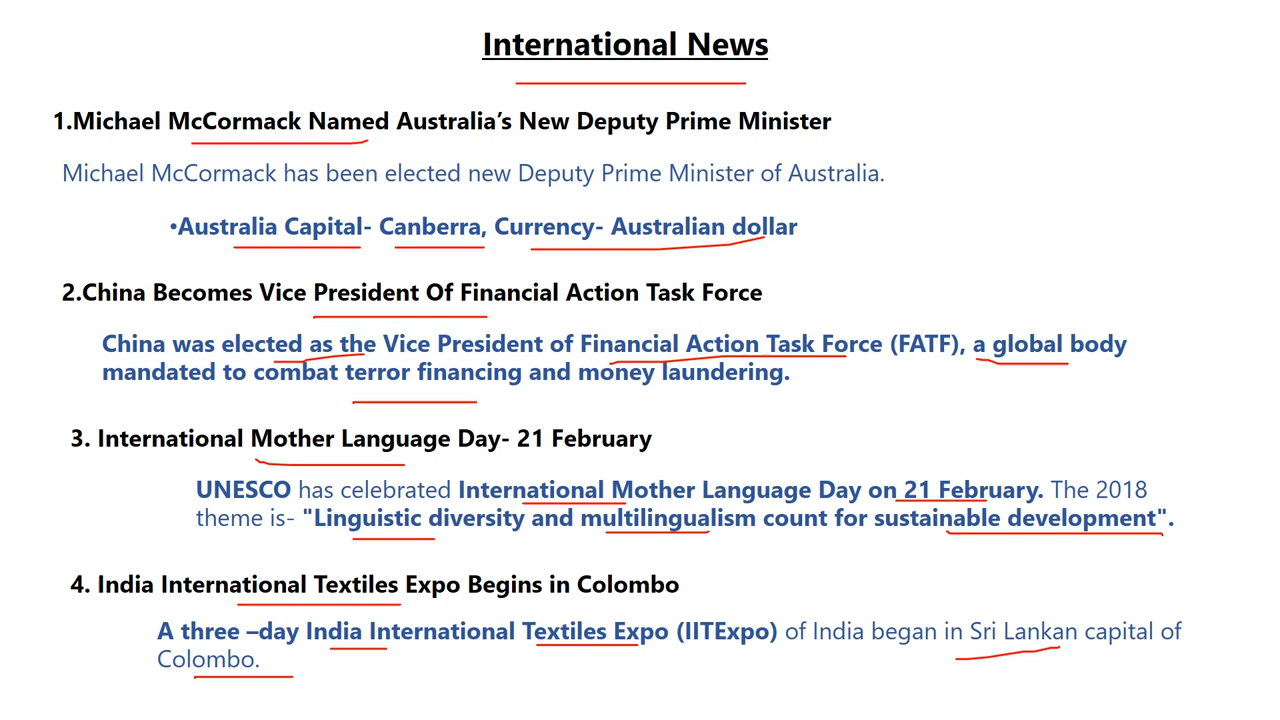 International News
1.Michael McCormack Named Australia’s New Deputy Prime Minister
Michael McCormack has been elected new Deputy Prime Minister of Australia.
•Australia Capital- Canberra, Currency- Australian dollar
2.China Becomes Vice President Of Financial Action Task Force
China was elected as the Vice President of Financial Action Task Force (FATF), a global body
mandated to combat terror financing and money laundering.
3. International Mother Language Day- 21 February
UNESCO has celebrated International Mother Language Day on 21 February. The 2018
theme is- "Linguistic diversity and multilingualism count for sustainable development".
4. India International Textiles Expo Begins in Colombo
A three –day India International Textiles Expo (IITExpo) of India began in Sri Lankan capital of
Colombo.